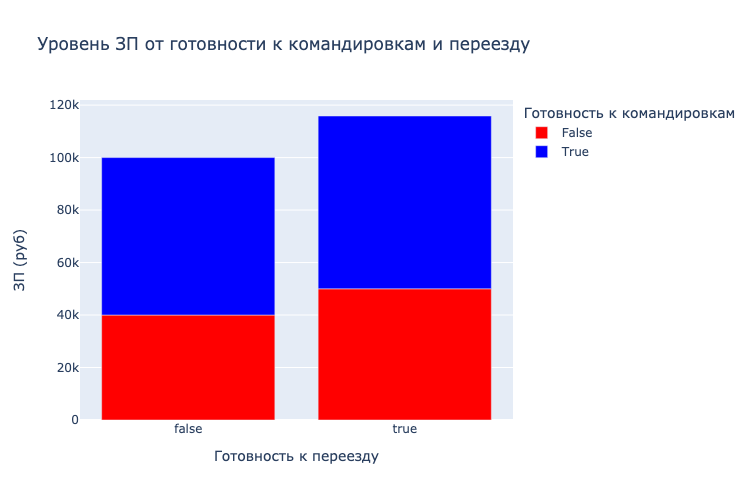 Уровень ЗП от готовности к командировкам и переезду
120k
100k
80k
60k
40k
20k
0
ЗП (руб)
false
true
Готовность к переезду
Готовность к командировкам
False
True